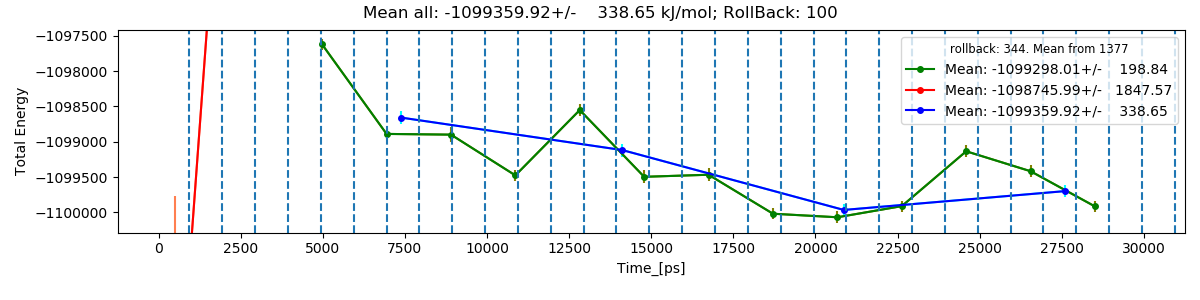 Mean all: -1099359.92+/-    338.65 kJ/mol; RollBack: 100
−1097500
−1098000
−1098500
−1099000
−1099500
−1100000
Total Energy
rollback: 344. Mean from 1377
Mean: -1099298.01+/-    198.84
Mean: -1098745.99+/-   1847.57
Mean: -1099359.92+/-    338.65
0 2500 5000 7500 10000 12500 15000 17500 20000 22500 25000 27500 30000
Time_[ps]